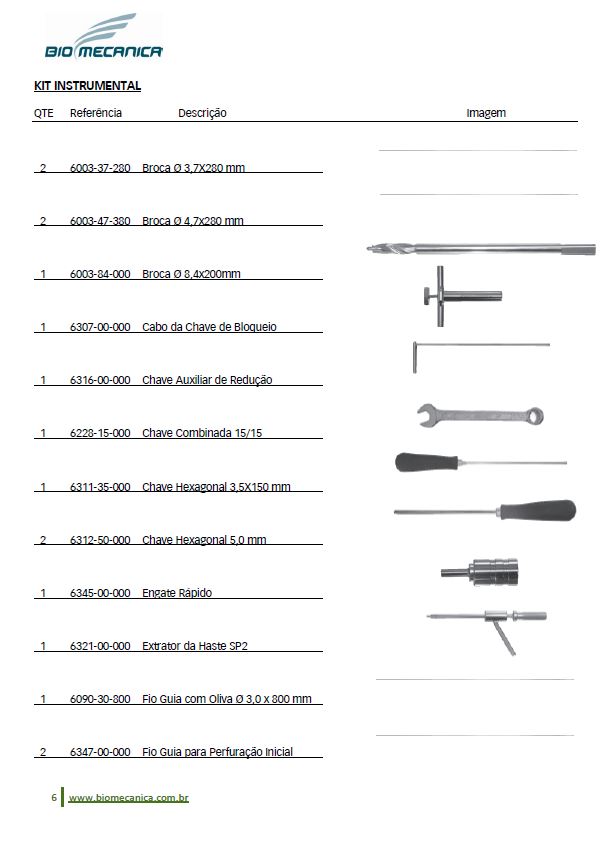 BIOMECANICA
KIT INSTRUMENTAL
QTE Referência Descrição Imagem
2 6003-37-280 Broca Ø 3,7X280 mm
2 6003-47-380 Broca Ø 4,7x280 mm
1 6003-84-000 Broca Ø 8,4x200mm
1 6307-00-000 Cabo da Chave de Bloqueio
1 6316-00-000 Chave Auxiliar de Redução
1 6228-15-000 Chave Combinada 15/15
1 6311-35-000 Chave Hexagonal 3,5X150 mm
2 6312-50-000 Chave Hexagonal 5,0 mm
1 6345-00-000 Engate Rápido
1 6321-00-000 Extrator da Haste SP2
1 6090-30-800 Fio Guia com Oliva Ø 3,0 x 800 mm
2 6347-00-000 Fio Guia para Perfuração Inicial
6 www.biomecanica.com.br